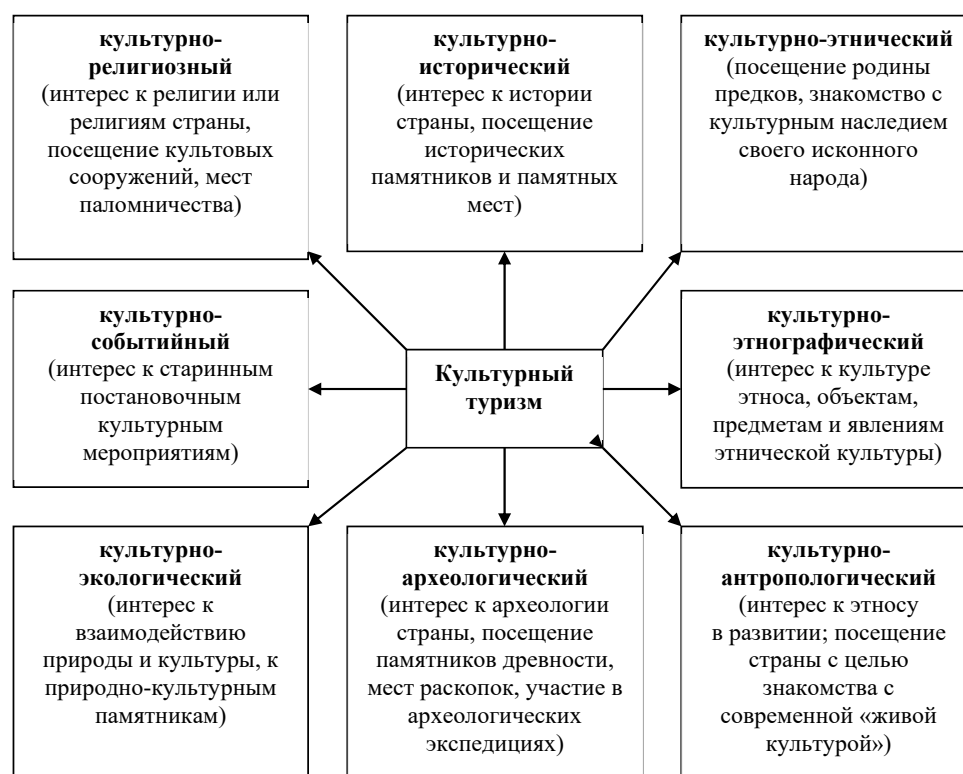 культурно-
религиозный
(интерес к религии или
религиям страны,
посещение культовых
сооружений, мест
паломничества)
культурно-
исторический
(интерес к истории
страны, посещение
исторических
памятников и памятных
мест)
культурно-этнический
(посещение родины
предков, знакомство с
культурным наследием
своего исконного
народа)
культурно-
событийный
(интерес к старинным
постановочным
культурным
мероприятиям)
Культурный
туризм
культурно-
этнографический
(интерес к культуре
этноса, объектам,
предметам и явлениям
этнической культуры)
культурно-
экологический
(интерес к
взаимодействию
природы и культуры, к
природно-культурным
памятникам)
культурно-
археологический
(интерес к археологии
страны, посещение
памятников древности,
мест раскопок, участие в
археологических
экспедициях)
культурно-
антропологический
(интерес к этносу
в развитии; посещение
страны с целью
знакомства с
современной «живой
культурой»)